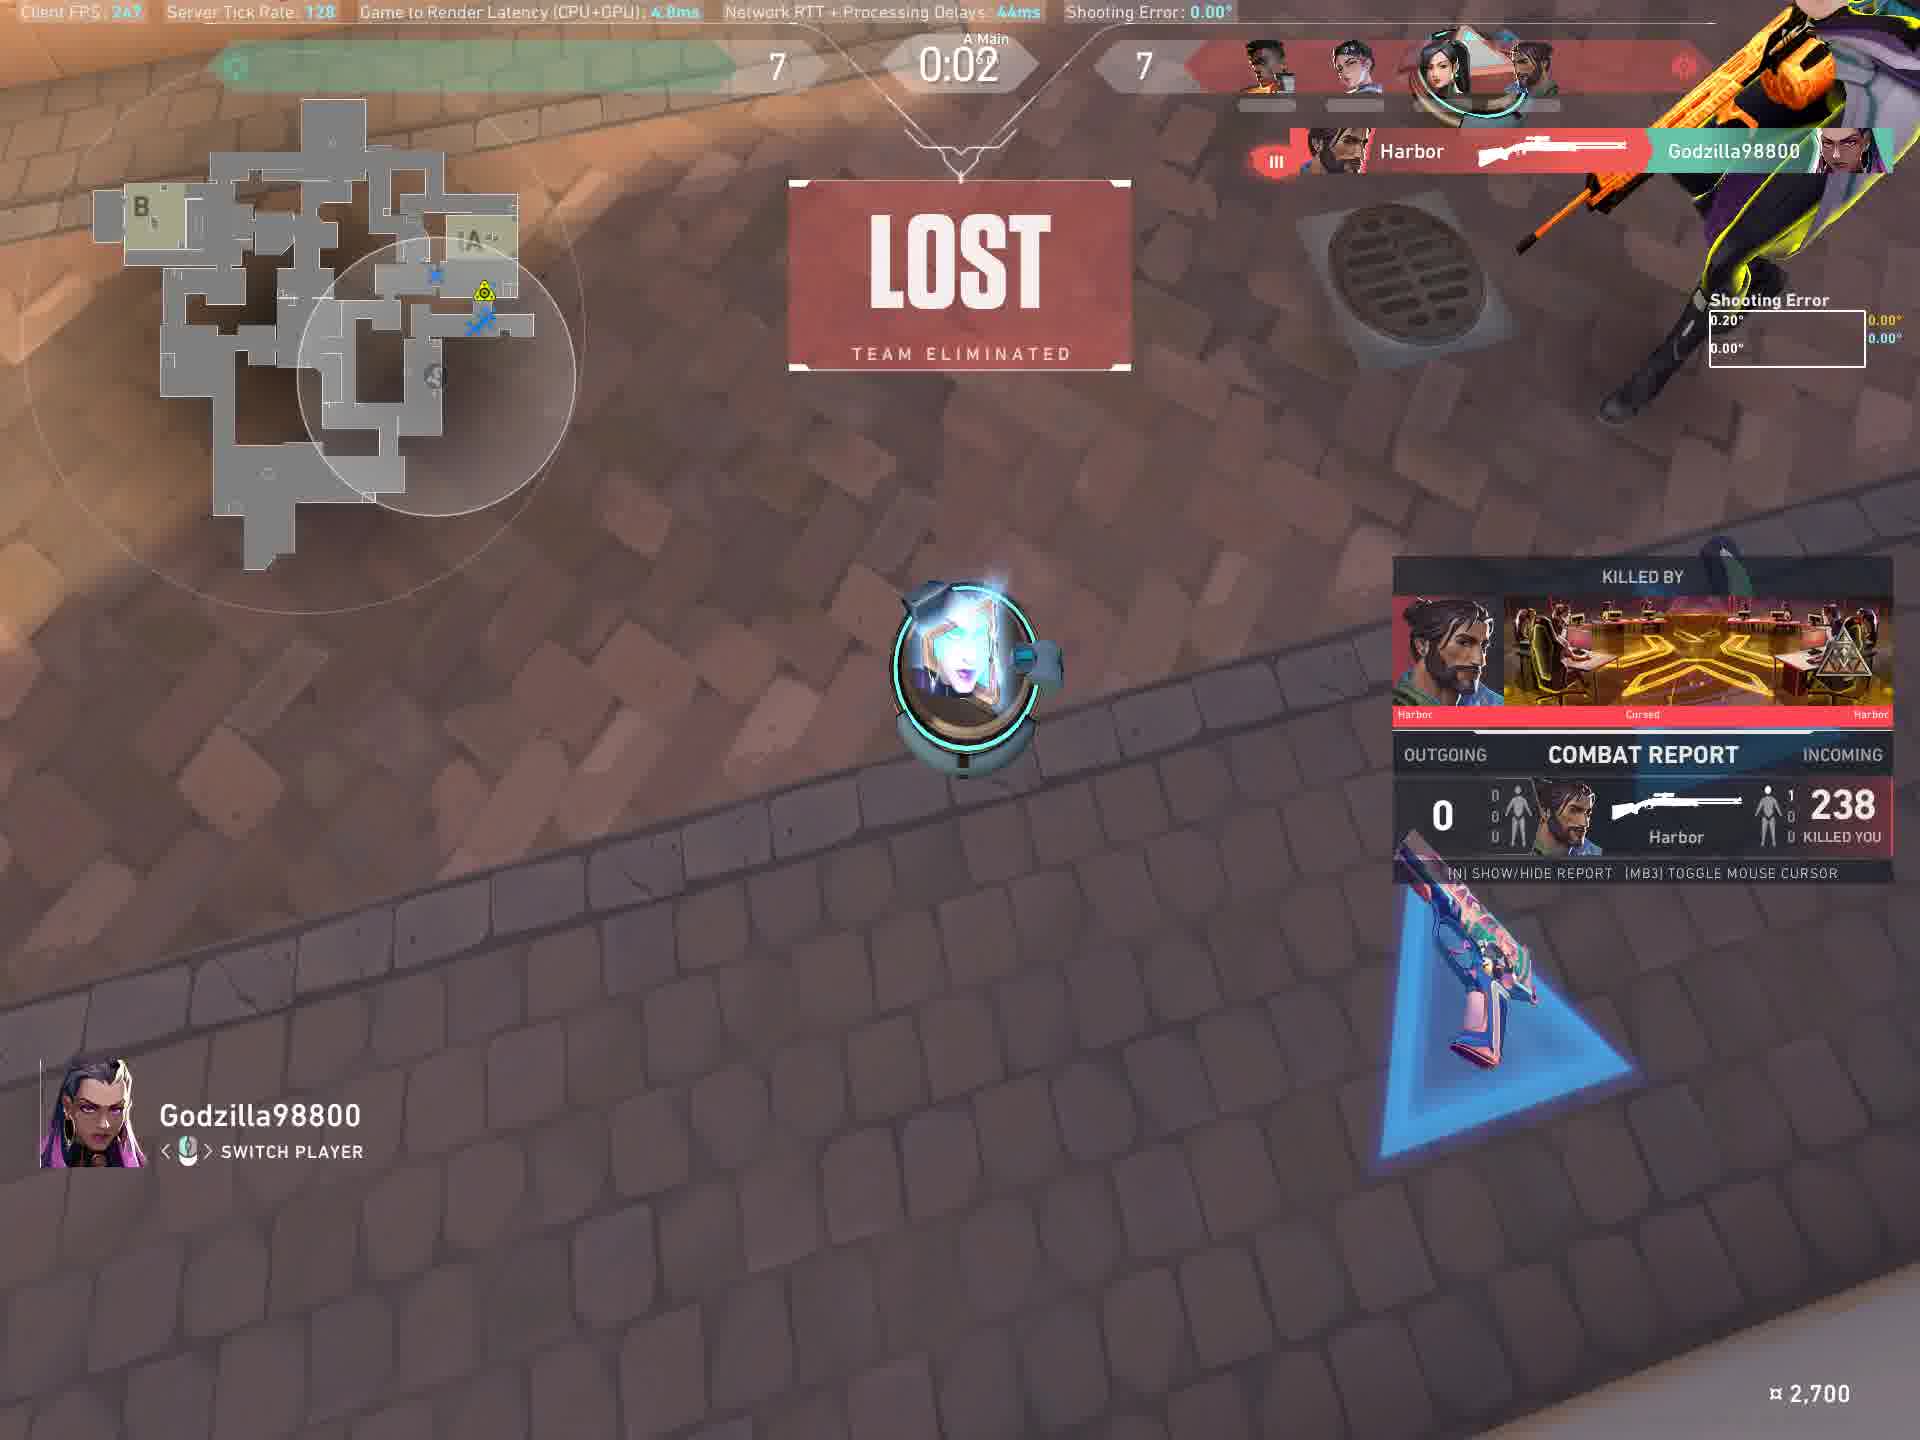 Client FPS: 247 Server Tick Rate: 128 Game to Render Latency (CPU+GPU): 4.8ms Network RTT + Processing Delays: 44ms Shooting Error: 0.00°
A Main
7 0:02 7
Harbor Godzilla98800
B
A
LOST
TEAM ELIMINATED
Shooting Error
0.20° 0.00°
0.00°
0.00°
KILLED BY
Harbor Cursed Harbor
OUTGOING COMBAT REPORT INCOMING
0 0 0 0 Harbor 1 0 0 238
KILLED YOU
[N] SHOW/HIDE REPORT [MB3] TOGGLE MOUSE CURSOR
Godzilla98800
< > SWITCH PLAYER
¤ 2,700